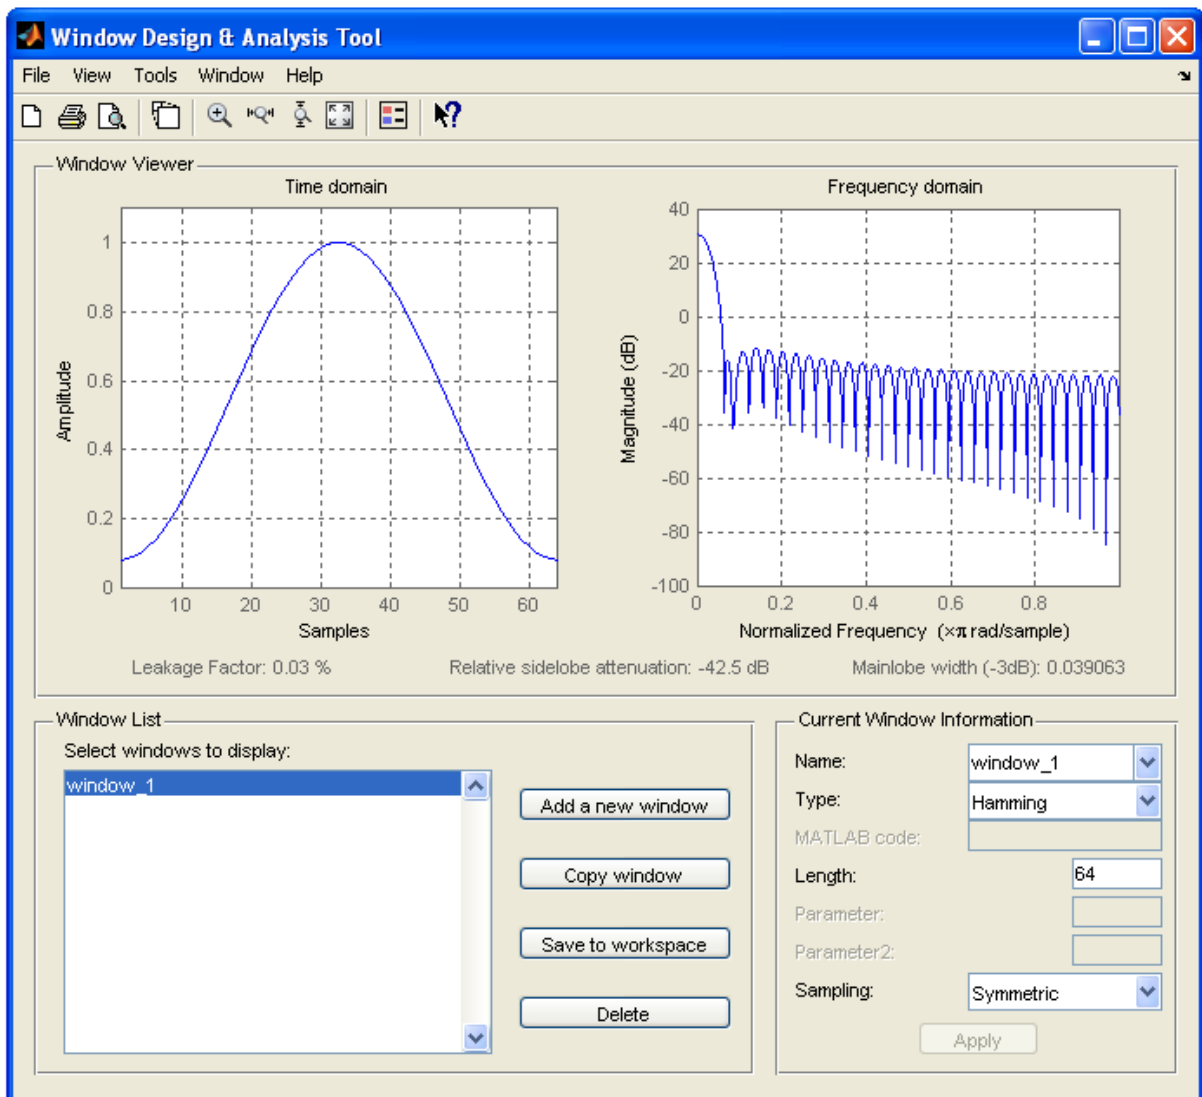 Window Design & Analysis Tool
File View Tools Window Help
Window Viewer
Time domain
1
0.8
0.6
0.4
0.2
0
Amplitude
10 20 30 40 50 60
Samples
Frequency domain
40
20
0
-20
-40
-60
-80
-100
Magnitude (dB)
0 0.2 0.4 0.6 0.8
Normalized Frequency (×π rad/sample)
Leakage Factor: 0.03 % Relative sidelobe attenuation: -42.5 dB Mainlobe width (-3dB): 0.039063
Window List
Select windows to display:
window_1
Add a new window
Copy window
Save to workspace
Delete
Current Window Information
Name: window_1
Type: Hamming
MATLAB code:
Length: 64
Parameter:
Parameter2:
Sampling: Symmetric
Apply